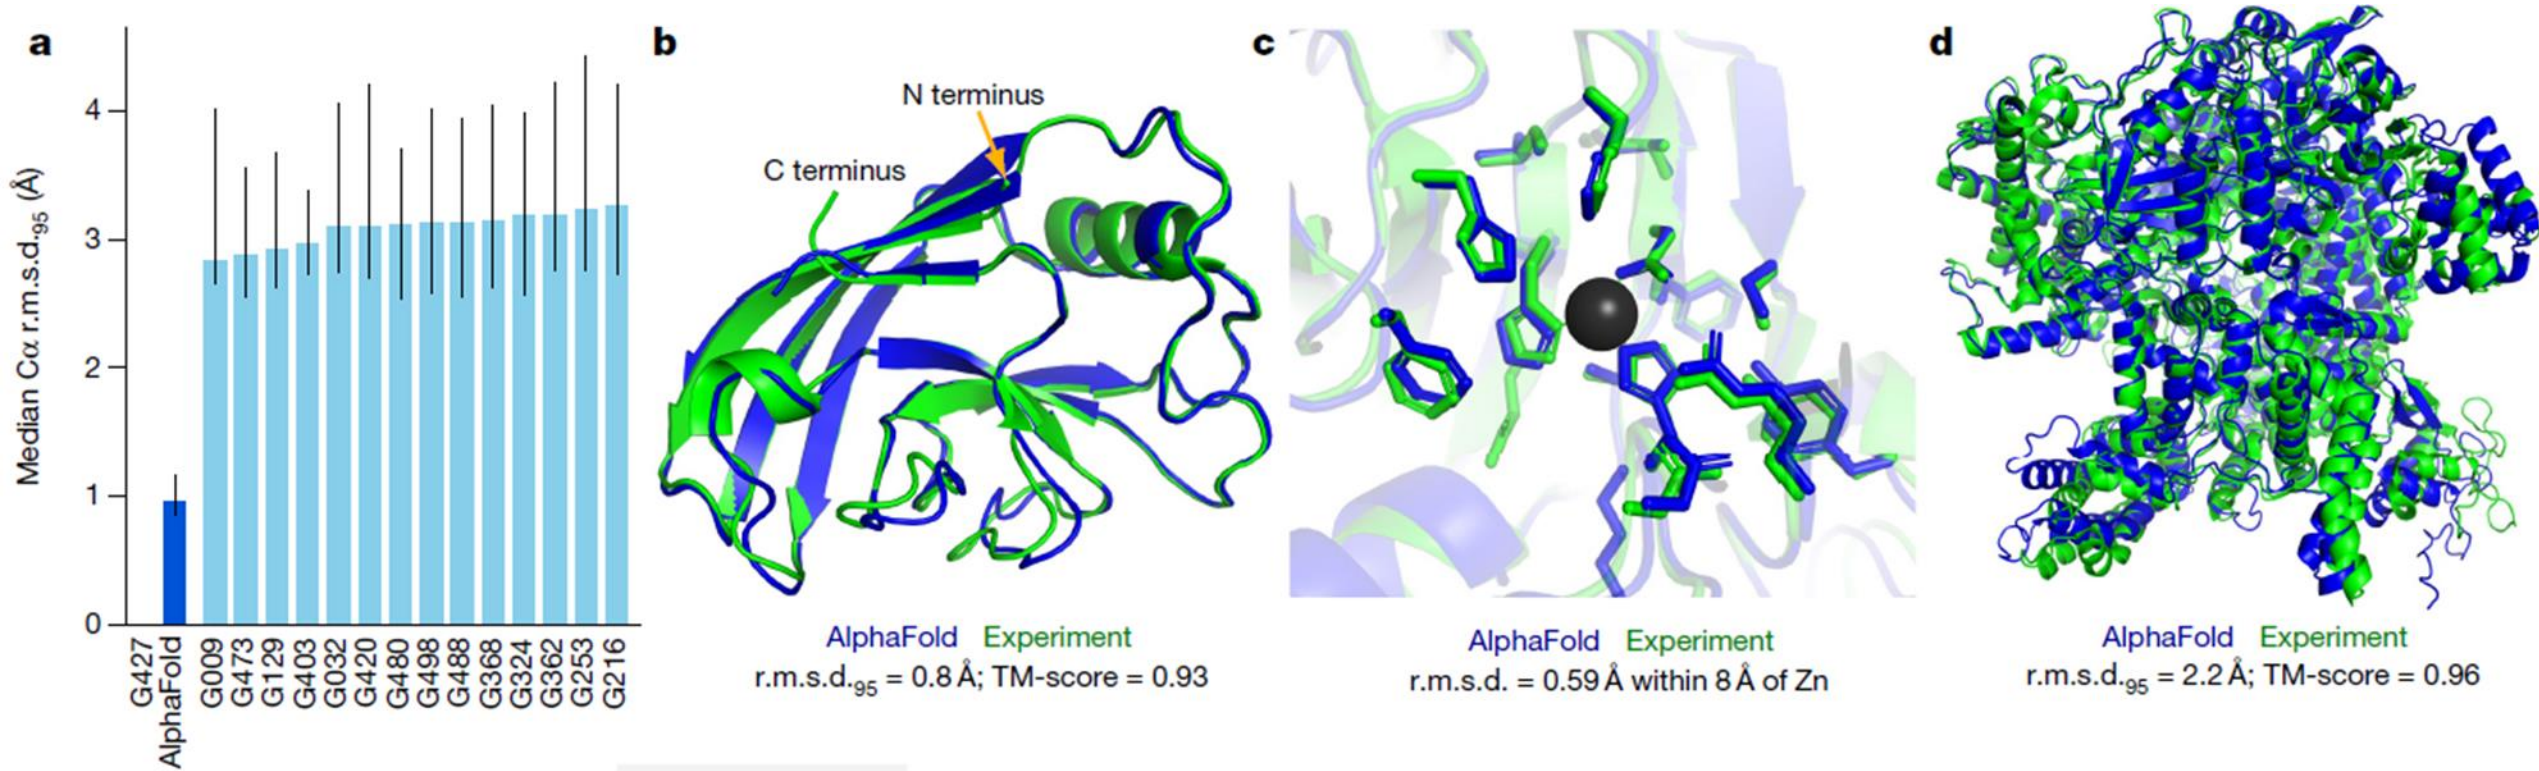 a
Median Cα r.m.s.d.95 (Å)
4
3
2
1
0
G427
AlphaFold
G009
G473
G129
G403
G032
G420
G480
G498
G488
G368
G324
G362
G253
G216
b
N terminus
C terminus
AlphaFold Experiment
r.m.s.d.95 = 0.8 Å; TM-score = 0.93
c
AlphaFold Experiment
r.m.s.d. = 0.59 Å within 8 Å of Zn
d
AlphaFold Experiment
r.m.s.d.95 = 2.2 Å; TM-score = 0.96